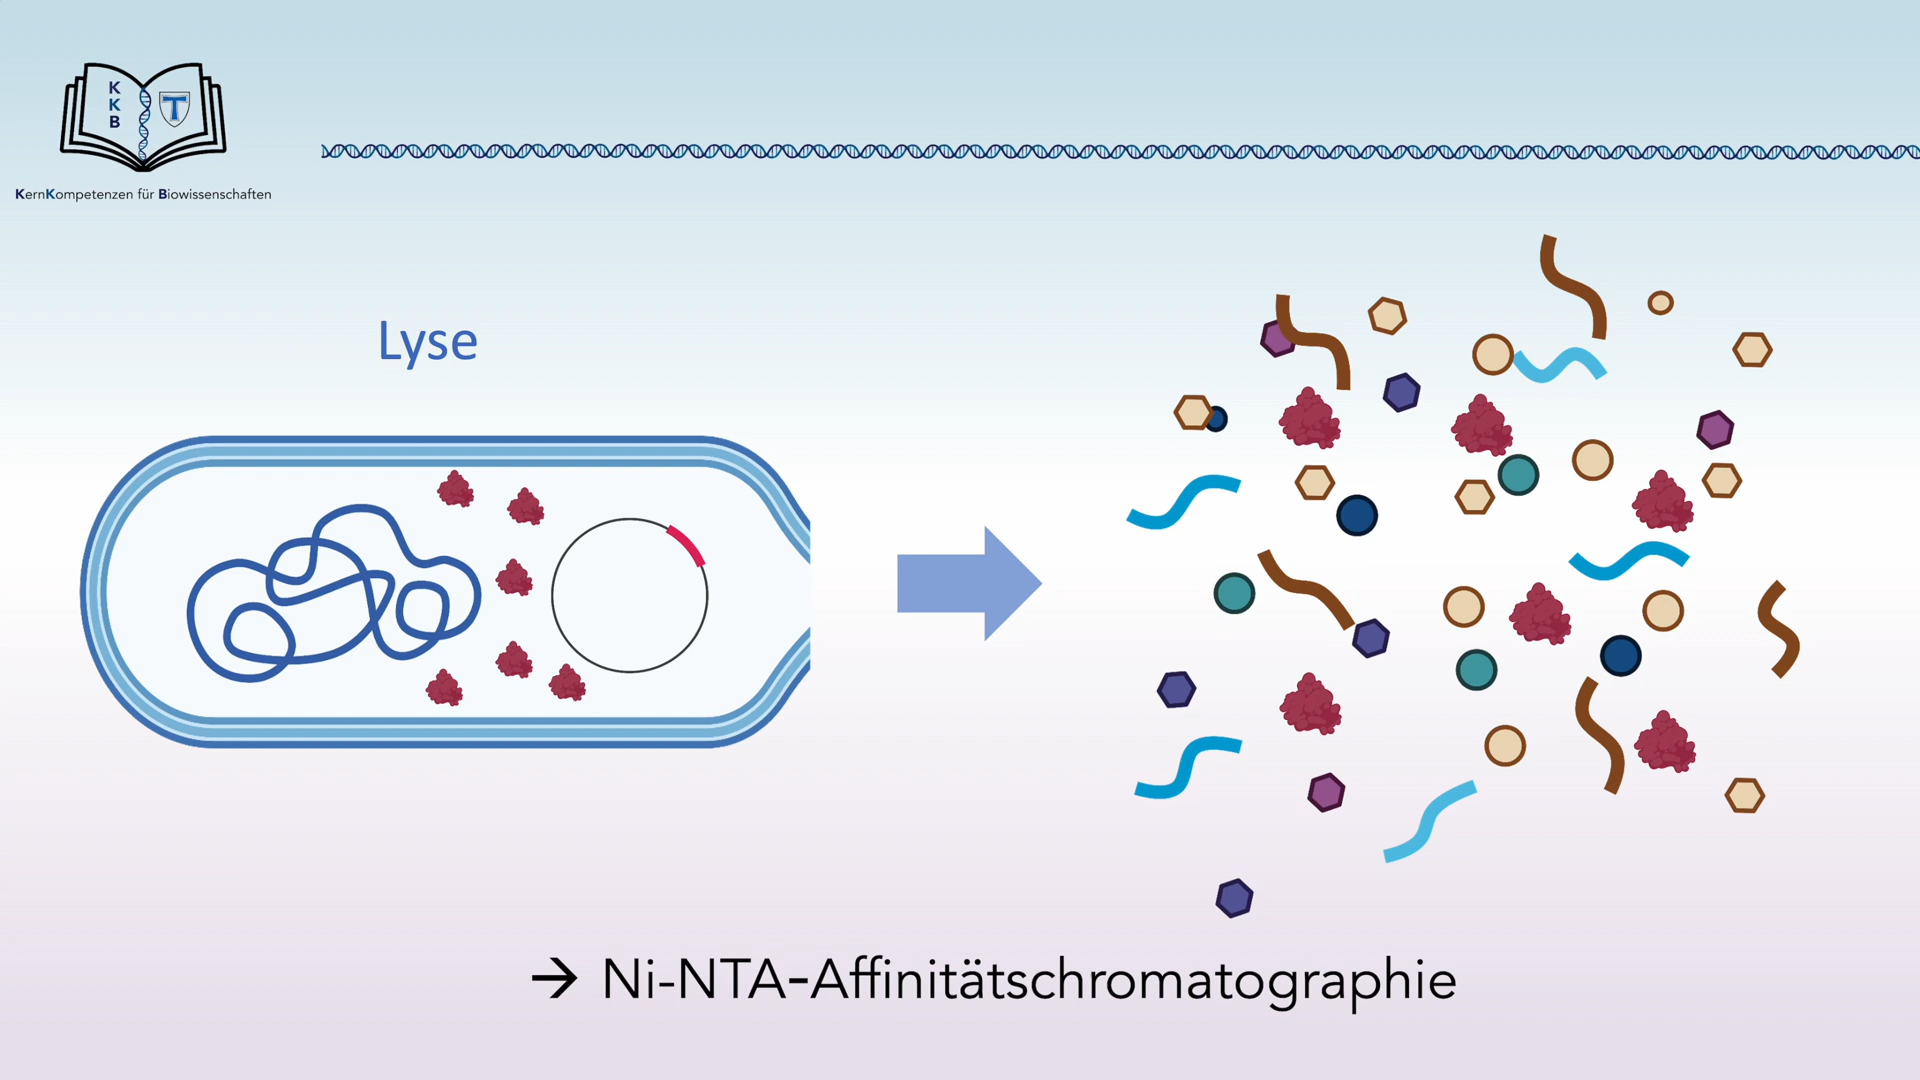 K
K
B
T
KernKompetenzen für Biowissenschaften
Lyse
→ Ni-NTA-Affinitätschromatographie